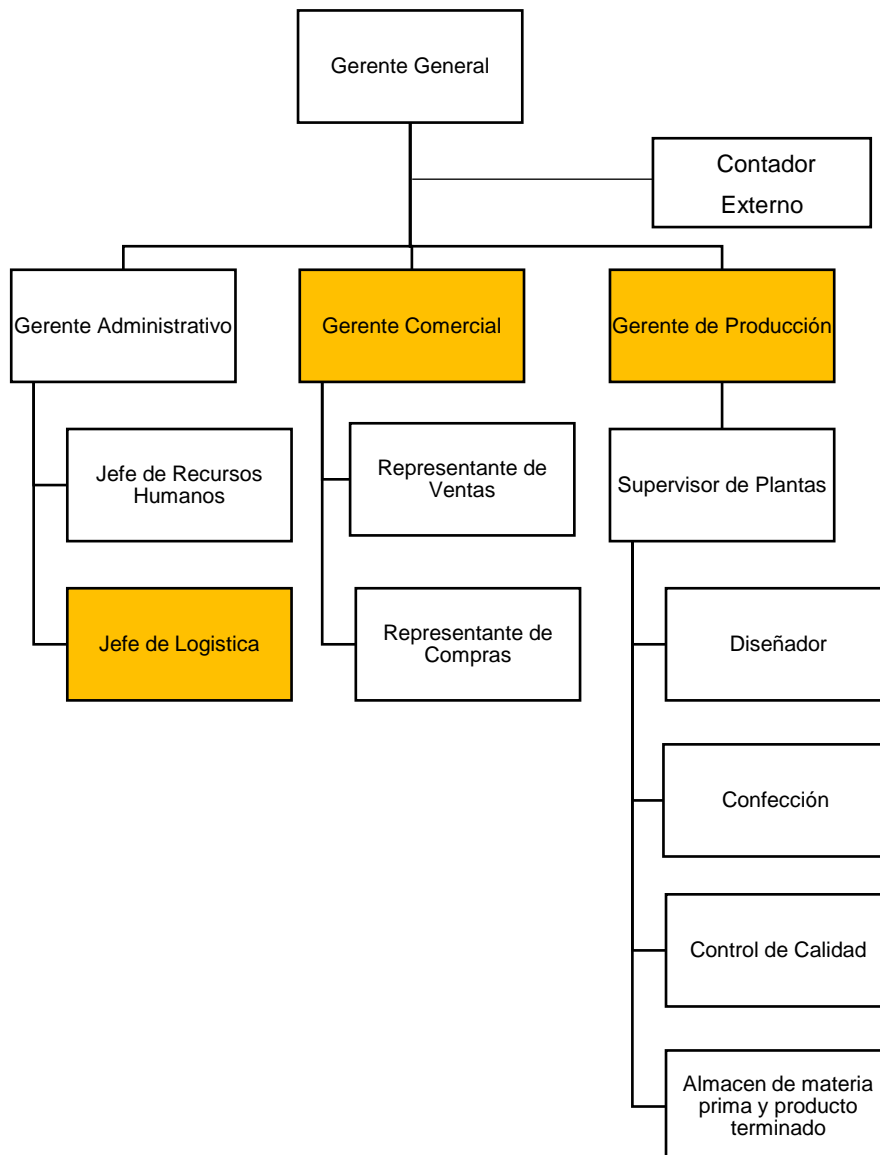 Gerente General
Contador
Externo
Gerente Administrativo
Gerente Comercial
Gerente de Producción
Jefe de Recursos
Humanos
Representante de
Ventas
Supervisor de Plantas
Jefe de Logistica
Representante de
Compras
Diseñador
Confección
Control de Calidad
Almacen de materia
prima y producto
terminado